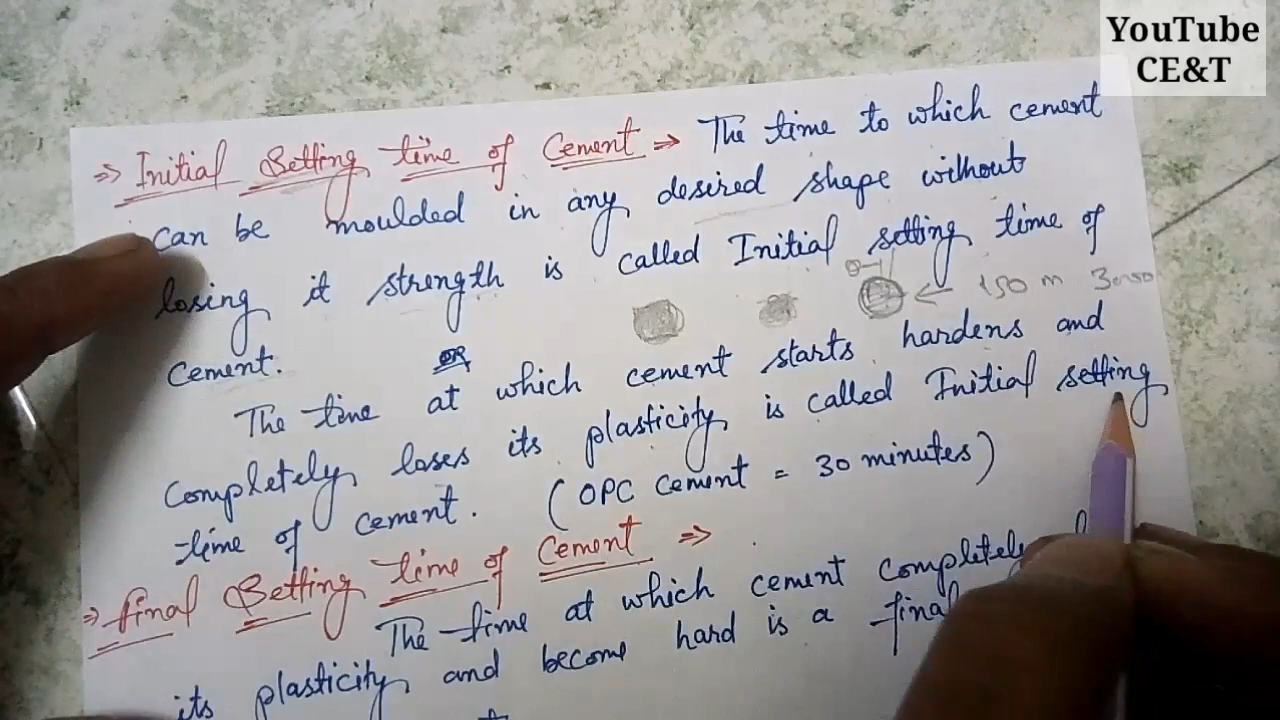 YouTube
CE&T
⇒ Initial Setting time of Cement ⇒ The time to which cement
can be moulded in any desired shape without
losing it strength is called Initial setting time of
cement.
150 m
OR
The time at which cement starts hardens and
completely loses its plasticity is called Initial setting
time of cement. (OPC cement = 30 minutes)
⇒ Final Setting time of Cement ⇒
The time at which cement completely
its plasticity and become hard is a final